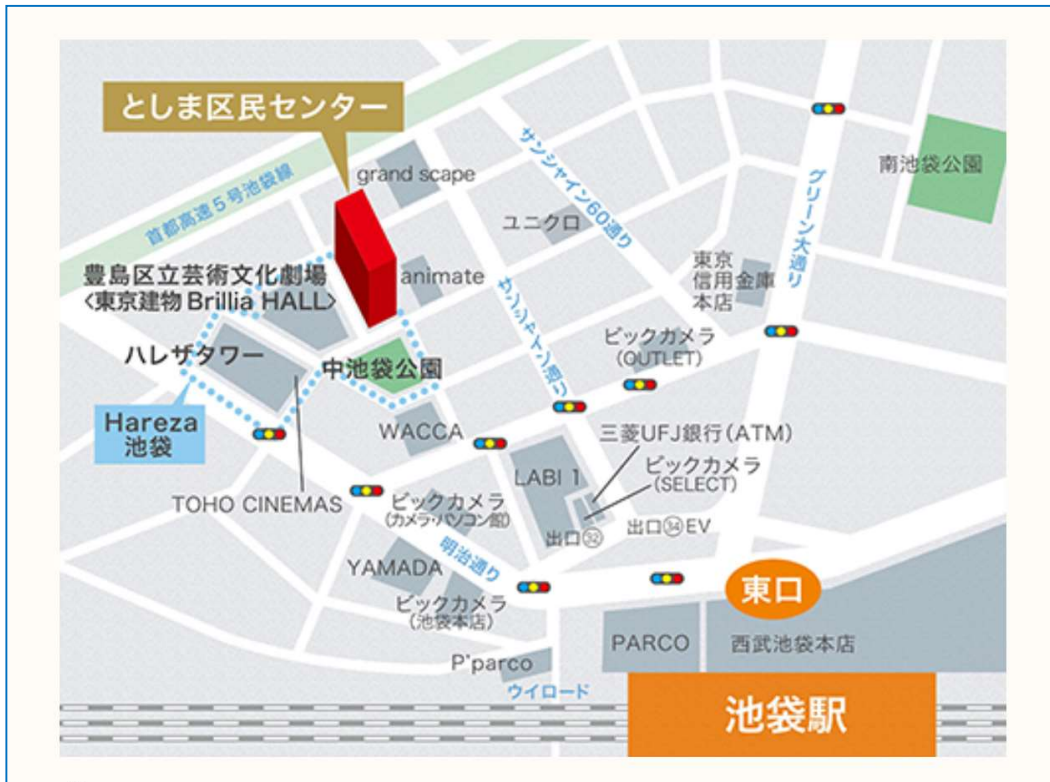 としま区民センター
grand scape
首都高速5号池袋線
サンシャイン60通り
南池袋公園
グリーン大通り
ユニクロ
豊島区立芸術文化劇場
〈東京建物 Brillia HALL〉
animate
東京
信用金庫
本店
サンシャイン通り
ハレザタワー
中池袋公園
ビックカメラ
(OUTLET)
Hareza
池袋
WACCA
三菱UFJ銀行(ATM)
LABI 1
ビックカメラ
(SELECT)
TOHO CINEMAS
ビックカメラ
(カメラ・パソコン館)
出口㉜
出口㉞EV
明治通り
YAMADA
ビックカメラ
(池袋本店)
東口
PARCO
西武池袋本店
P'parco
ウイロード
池袋駅